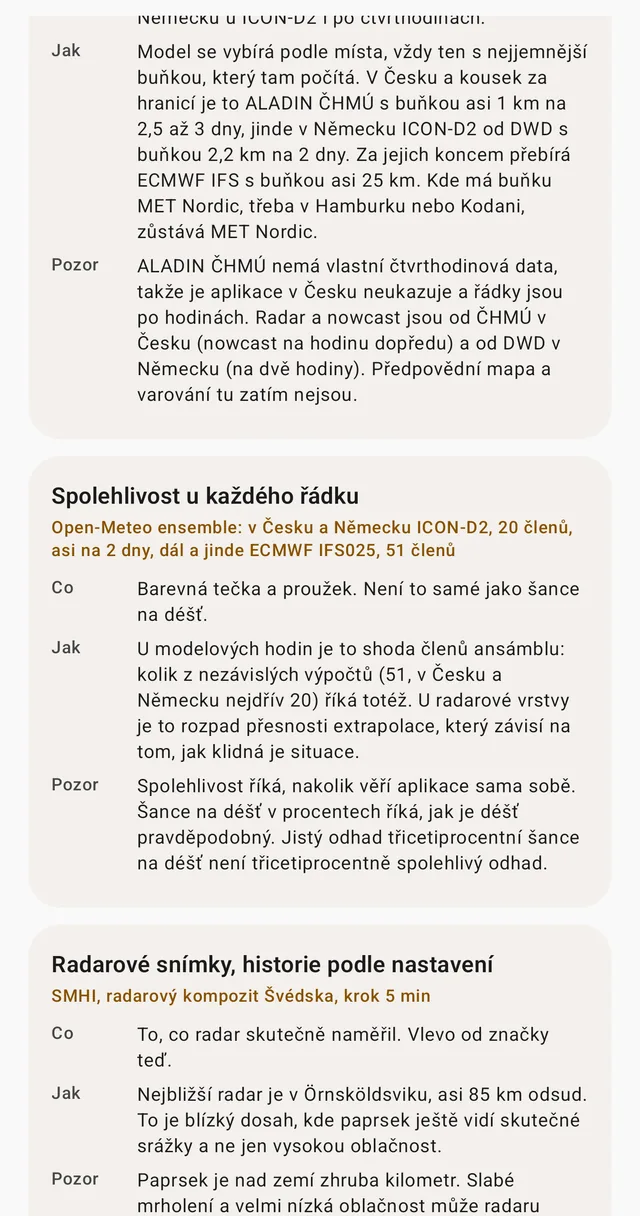 Německu u ICON-D2 i po čtvrthodinách.
Jak
Model se vybírá podle místa, vždy ten s nejjemnější
buňkou, který tam počítá. V Česku a kousek za
hranicí je to ALADIN ČHMÚ s buňkou asi 1 km na
2,5 až 3 dny, jinde v Německu ICON-D2 od DWD s
buňkou 2,2 km na 2 dny. Za jejich koncem přebírá
ECMWF IFS s buňkou asi 25 km. Kde má buňku
MET Nordic, třeba v Hamburku nebo Kodani,
zůstává MET Nordic.
Pozor
ALADIN ČHMÚ nemá vlastní čtvrthodinová data,
takže je aplikace v Česku neukazuje a řádky jsou
po hodinách. Radar a nowcast jsou od ČHMÚ v
Česku (nowcast na hodinu dopředu) a od DWD v
Německu (na dvě hodiny). Předpovědní mapa a
varování tu zatím nejsou.
Spolehlivost u každého řádku
Open-Meteo ensemble: v Česku a Německu ICON-D2, 20 členů,
asi na 2 dny, dál a jinde ECMWF IFS025, 51 členů
Co
Barevná tečka a proužek. Není to samé jako šance
na déšť.
Jak
U modelových hodin je to shoda členů ansámblu:
kolik z nezávislých výpočtů (51, v Česku a
Německu nejdřív 20) říká totéž. U radarové vrstvy
je to rozpad přesnosti extrapolace, který závisí na
tom, jak klidná je situace.
Pozor
Spolehlivost říká, nakolik věří aplikace sama sobě.
Šance na déšť v procentech říká, jak je déšť
pravděpodobný. Jistý odhad třicetiprocentní šance
na déšť není třicetiprocentně spolehlivý odhad.
Radarové snímky, historie podle nastavení
SMHI, radarový kompozit Švédska, krok 5 min
Co
To, co radar skutečně naměřil. Vlevo od značky
teď.
Jak
Nejbližší radar je v Örnsköldsviku, asi 85 km odsud.
To je blízký dosah, kde paprsek ještě vidí skutečné
srážky a ne jen vysokou oblačnost.
Pozor
Paprsek je nad zemí zhruba kilometr. Slabé
mrholení a velmi nízká oblačnost může radaru